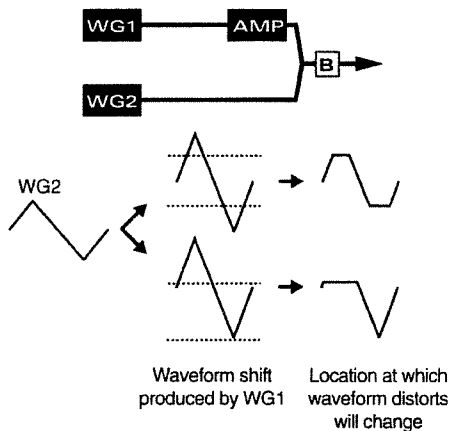 WG1 AMP
B
WG2
WG2
Waveform shift
produced by WG1
Location at which
waveform distorts
will change